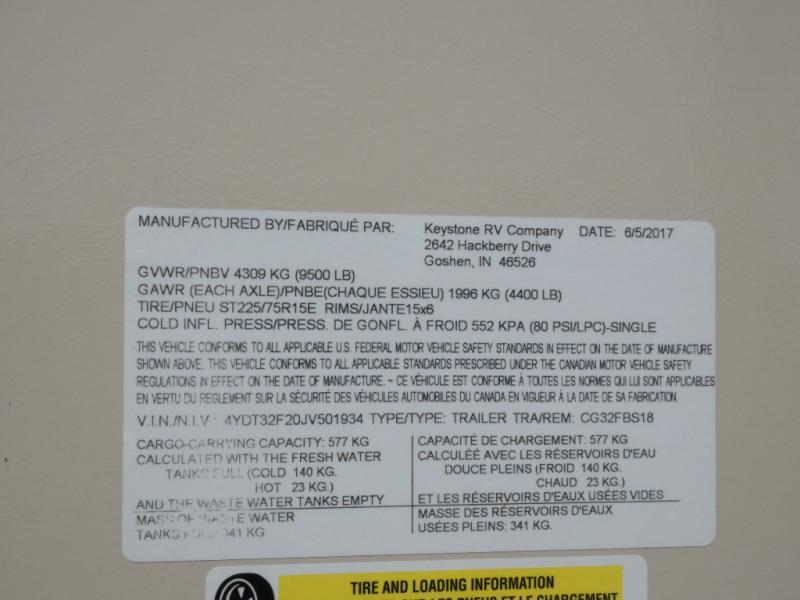 MANUFACTURED BY/FABRIQUÉ PAR: Keystone RV Company DATE: 6/5/2017
2642 Hackberry Drive
Goshen, IN 46526
GVWR/PNBV 4309 KG (9500 LB)
GAWR (EACH AXLE)/PNBE(CHAQUE ESSIEU) 1996 KG (4400 LB)
TIRE/PNEU ST225/75R15E RIMS/JANTE15x6
COLD INFL. PRESS/PRESS. DE GONFL. À FROID 552 KPA (80 PSI/LPC)-SINGLE
THIS VEHICLE CONFORMS TO ALL APPLICABLE U.S. FEDERAL MOTOR VEHICLE SAFETY STANDARDS IN EFFECT ON THE DATE OF MANUFACTURE
SHOWN ABOVE. THIS VEHICLE CONFORMS TO ALL APPLICABLE STANDARDS PRESCRIBED UNDER THE CANADIAN MOTOR VEHICLE SAFETY
REGULATIONS IN EFFECT ON THE DATE OF MANUFACTURE. ~ CE VÉHICULE EST CONFORME À TOUTES LES NORMES QUI LUI SONT APPLICABLES
EN VERTU DU RÉGLEMENT SUR LA SÉCURITÉ DES VÉHICLES AUTOMOBILES DU CANADA EN VIGUEUR À LA DATE DE SA FABRICATION.
V.I.N./N.I.V.: 4YDT32F20JV501934 TYPE/TYPE: TRAILER TRA/REM: CG32FBS18
CARGO-CARRYING CAPACITY: 577 KG
CALCULATED WITH THE FRESH WATER
TANKS FULL (COLD 140 KG.
HOT 23 KG.)
AND THE WASTE WATER TANKS EMPTY
MASS OF WASTE WATER
TANKS FULL: 341 KG
CAPACITÉ DE CHARGEMENT: 577 KG
CALCULÉE AVEC LES RÉSERVOIRS D'EAU
DOUCE PLEINS (FROID 140 KG.
CHAUD 23 KG.)
ET LES RÉSERVOIRS D'EAUX USÉES VIDES
MASSE DES RÉSERVOIRS D'EAUX
USÉES PLEINS: 341 KG.
TIRE AND LOADING INFORMATION
LES PNEUS ET LE CHARGEMENT